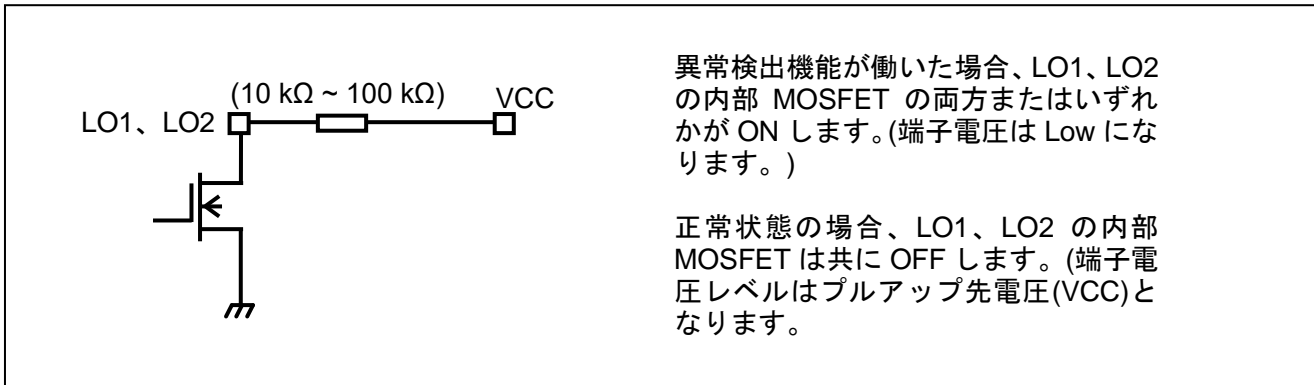 (10 kΩ ~ 100 kΩ)
VCC
LO1、LO2
異常検出機能が働いた場合、LO1、LO2
の内部 MOSFET の両方またはいずれ
かが ON します。(端子電圧は Low にな
ります。)
正常状態の場合、LO1、LO2 の内部
MOSFET は共に OFF します。(端子電
圧レベルはプルアップ先電圧(VCC)と
なります。